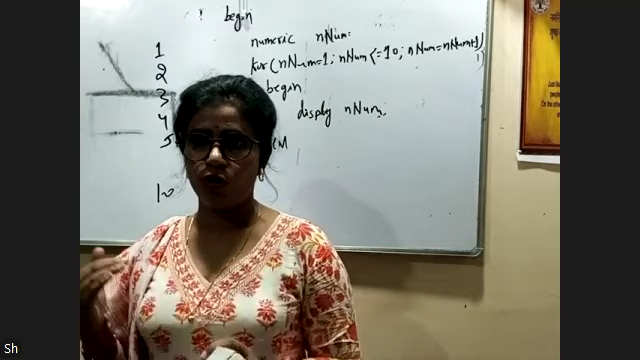 begin
numeric nNum;
for (nNum=1; nNum<=10; nNum=nNum+1)
begin
display nNum;
1
2
3
4
5
10
Sh